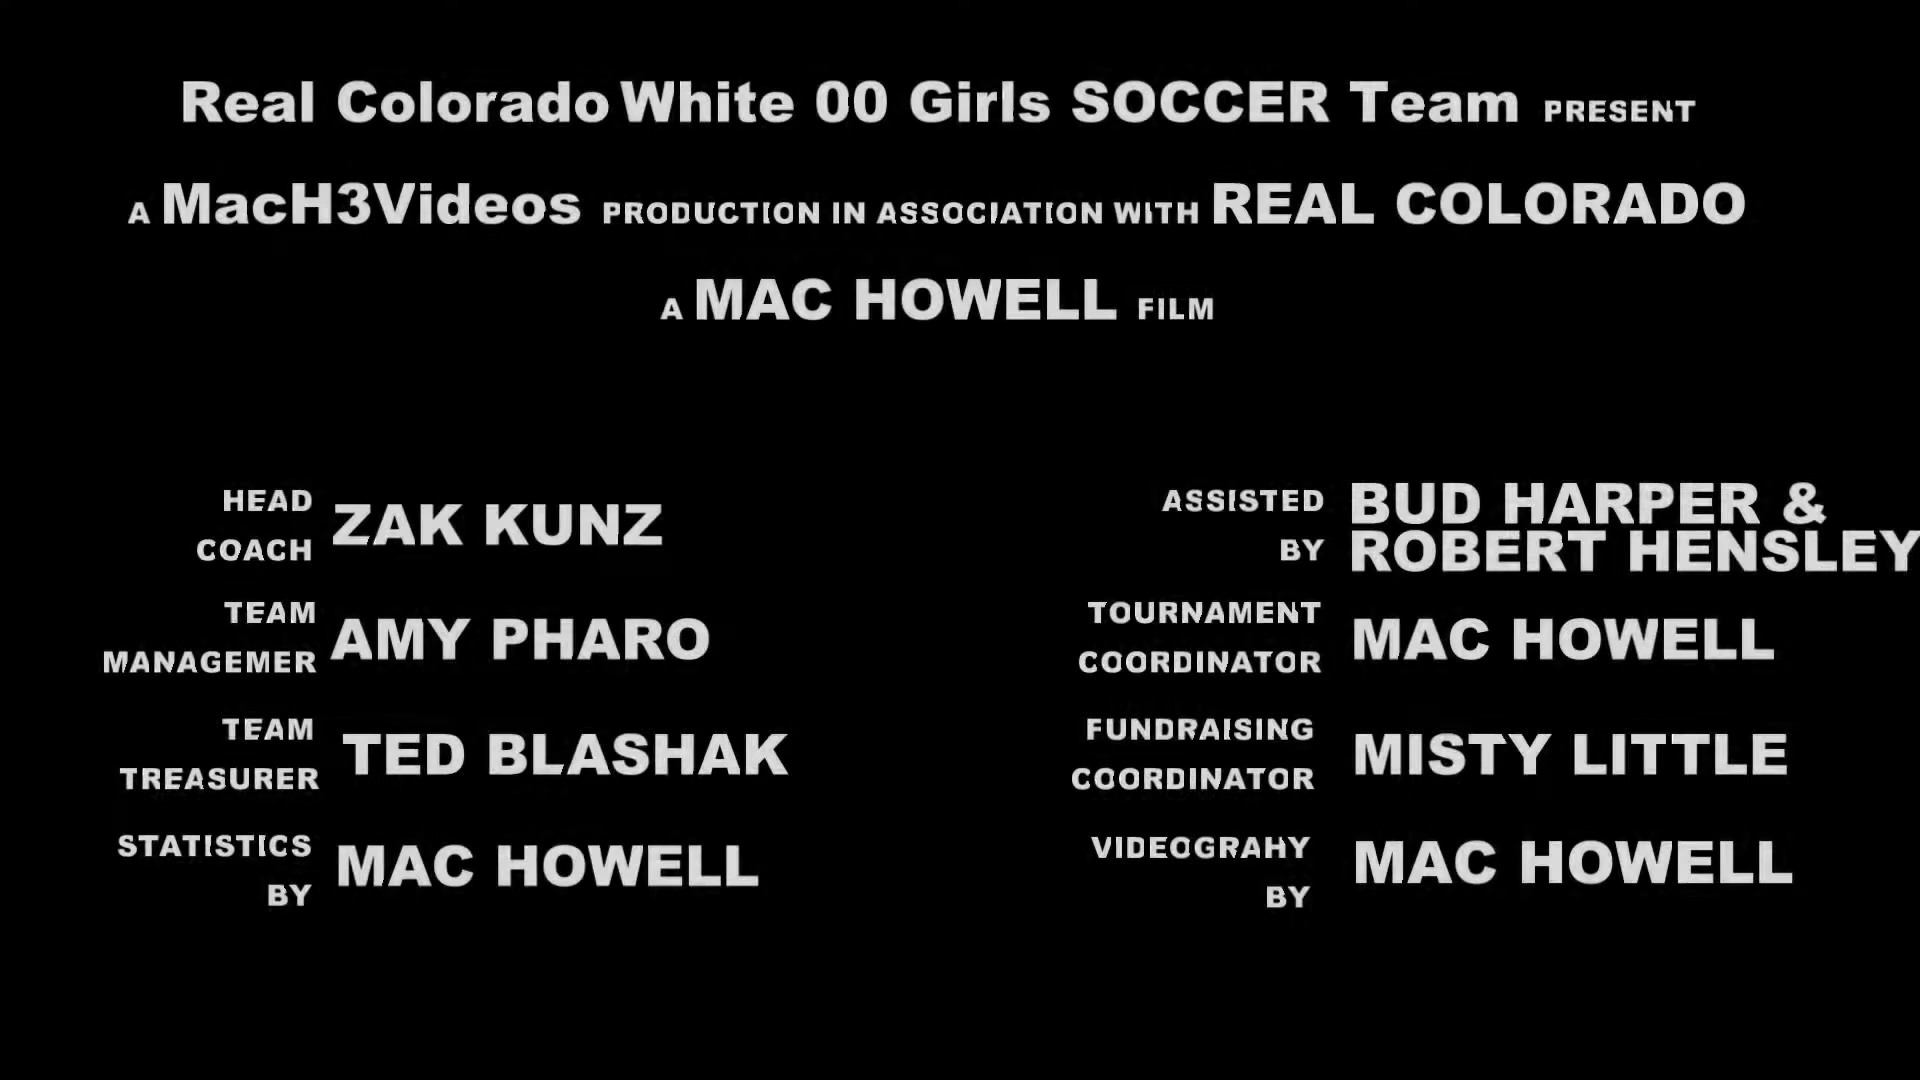 Real Colorado White 00 Girls SOCCER Team PRESENT
A MacH3Videos PRODUCTION IN ASSOCIATION WITH REAL COLORADO
A MAC HOWELL FILM
HEAD
COACH
ZAK KUNZ
ASSISTED
BY
BUD HARPER &
ROBERT HENSLEY
TEAM
MANAGEMER
AMY PHARO
TOURNAMENT
COORDINATOR
MAC HOWELL
TEAM
TREASURER
TED BLASHAK
FUNDRAISING
COORDINATOR
MISTY LITTLE
STATISTICS
BY
MAC HOWELL
VIDEOGRAHY
BY
MAC HOWELL